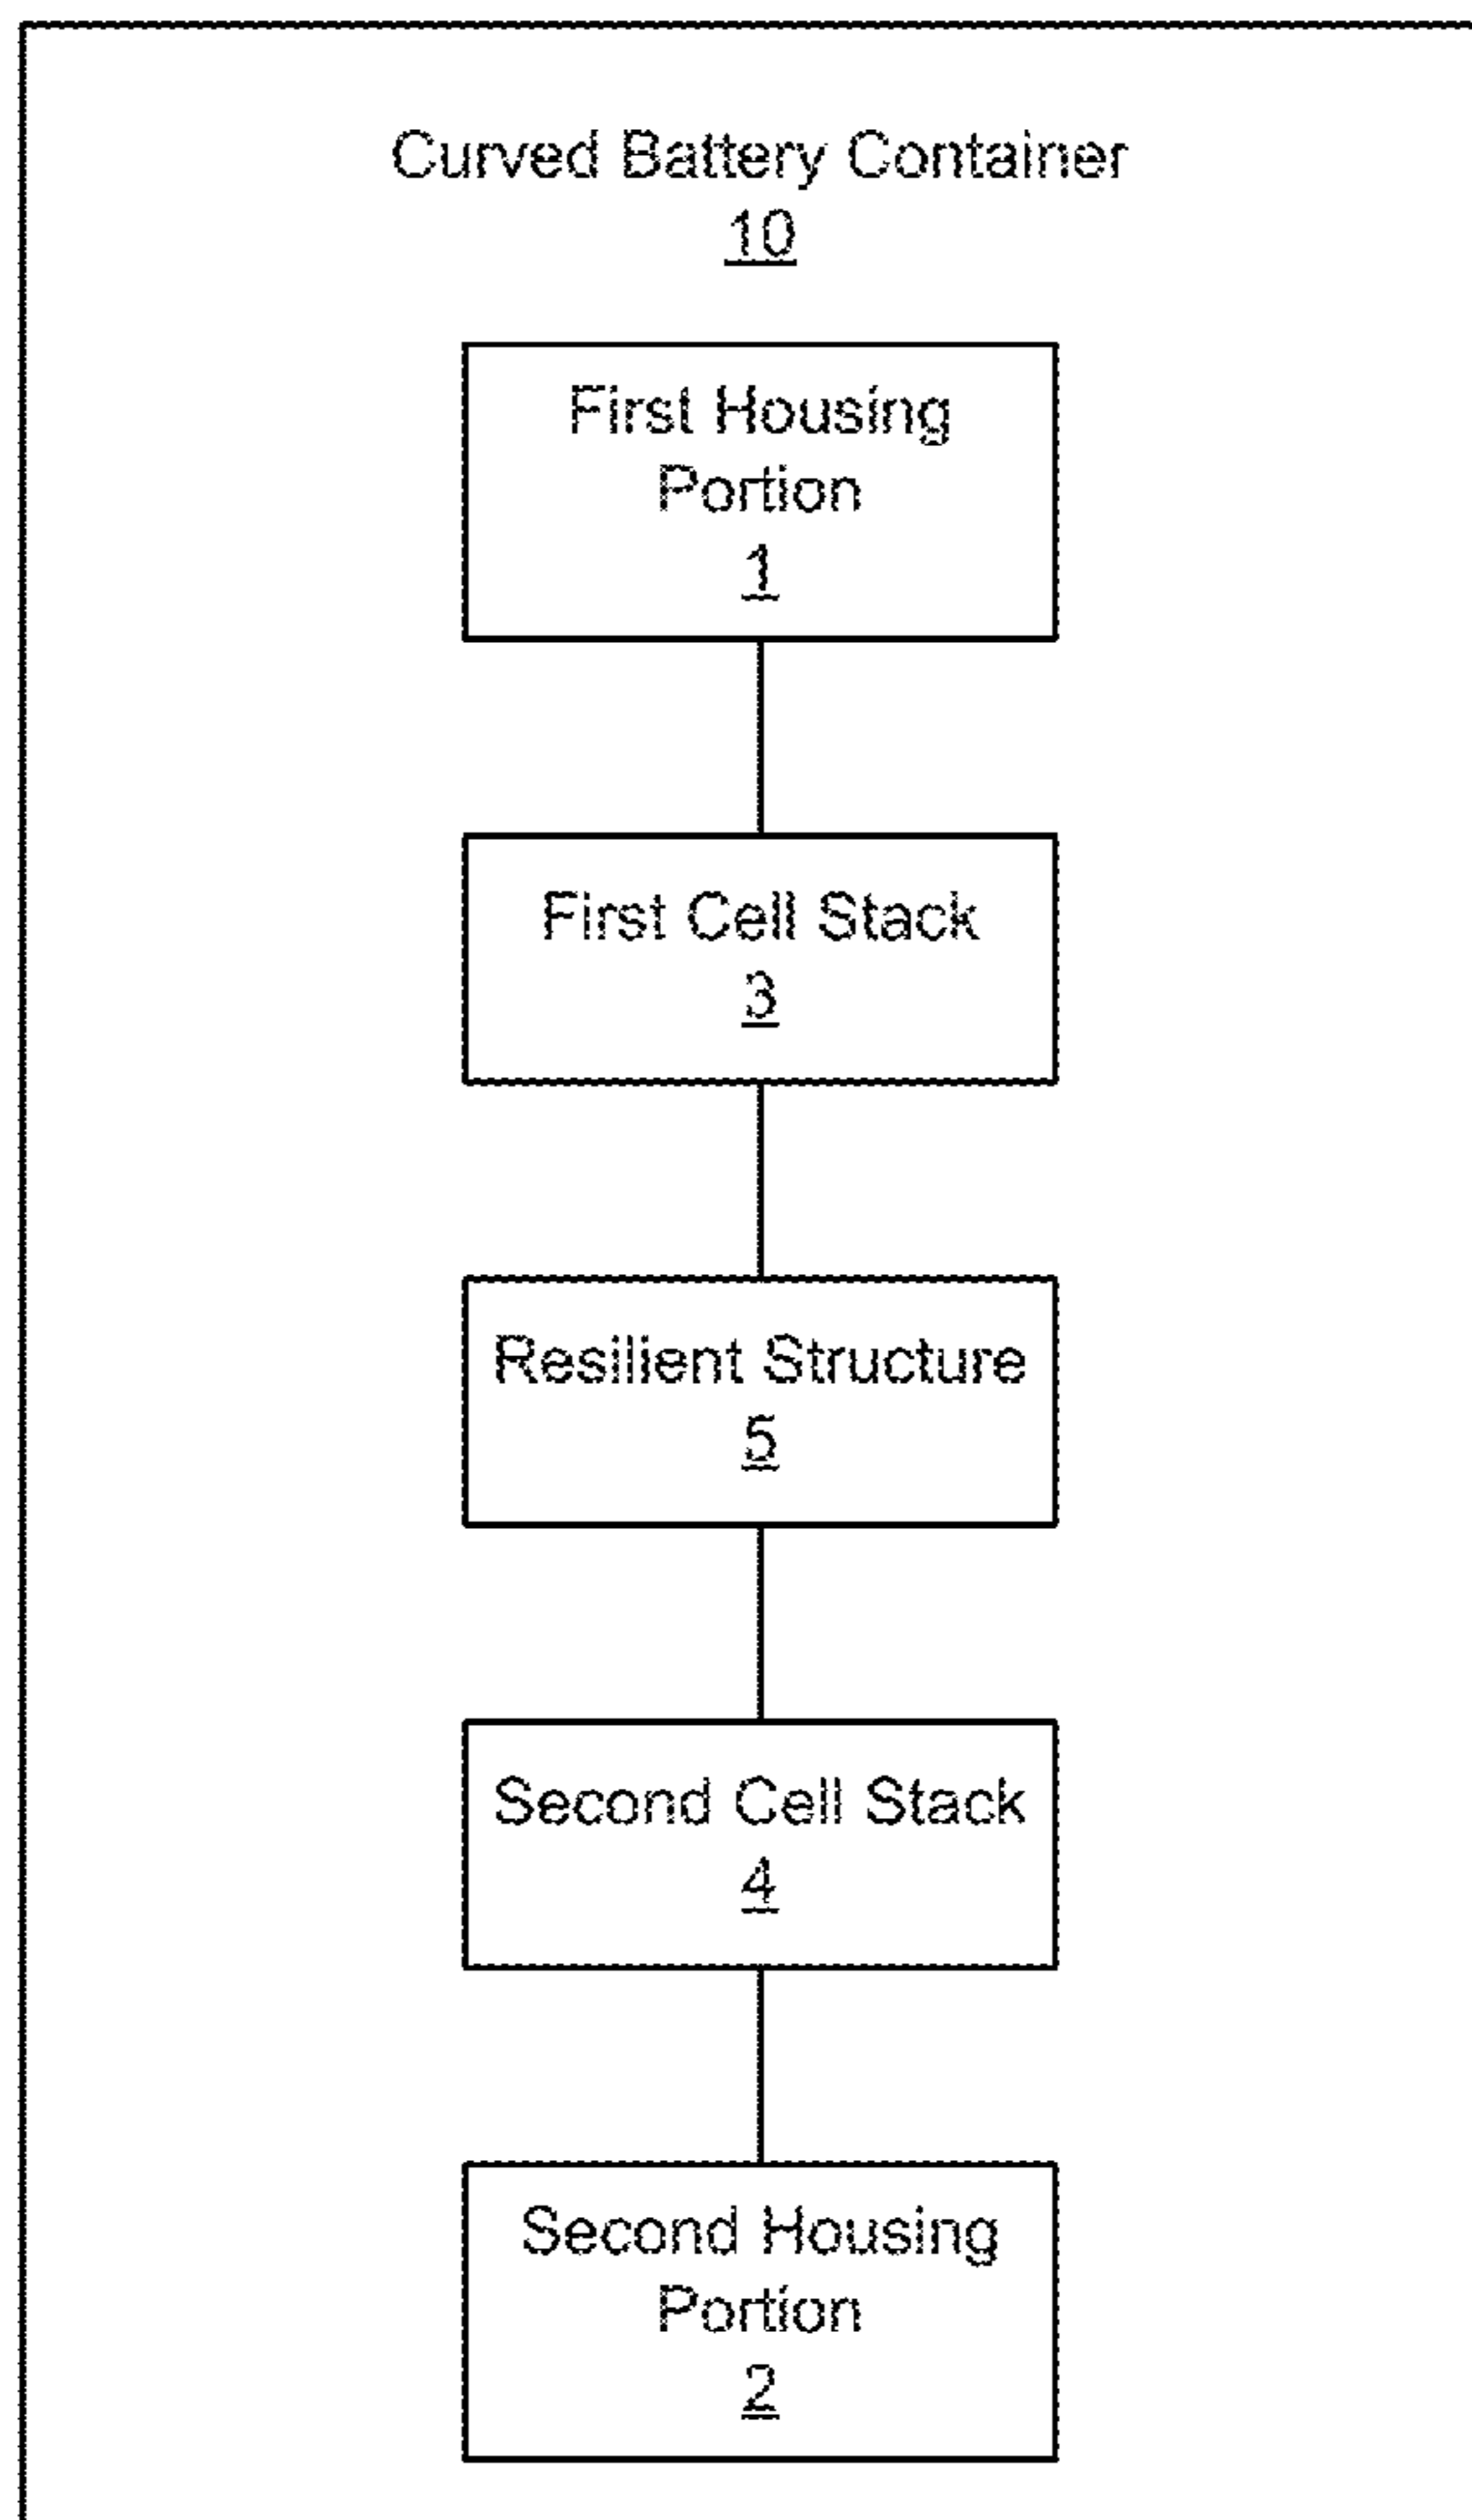 Curved Battery Container
10
First Housing
Portion
1
First Cell Stack
3
Resilient Structure
5
Second Cell Stack
4
Second Housing
Portion
2